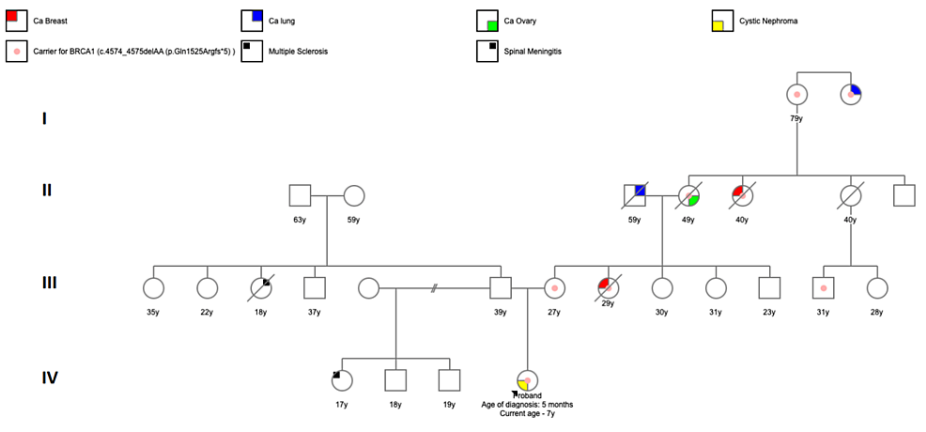 Ca Breast
Ca lung
Ca Ovary
Cystic Nephroma
Carrier for BRCA1 (c.4574_4575delAA (p.Gln1525Argfs*5) )
Multiple Sclerosis
Spinal Meningitis
I
79y
II
63y 59y 59y 49y 40y 40y
III
35y 22y 18y 37y 39y 27y 29y 30y 31y 23y 31y 28y
IV
17y 18y 19y
Proband
Age of diagnosis: 5 months
Current age - 7y